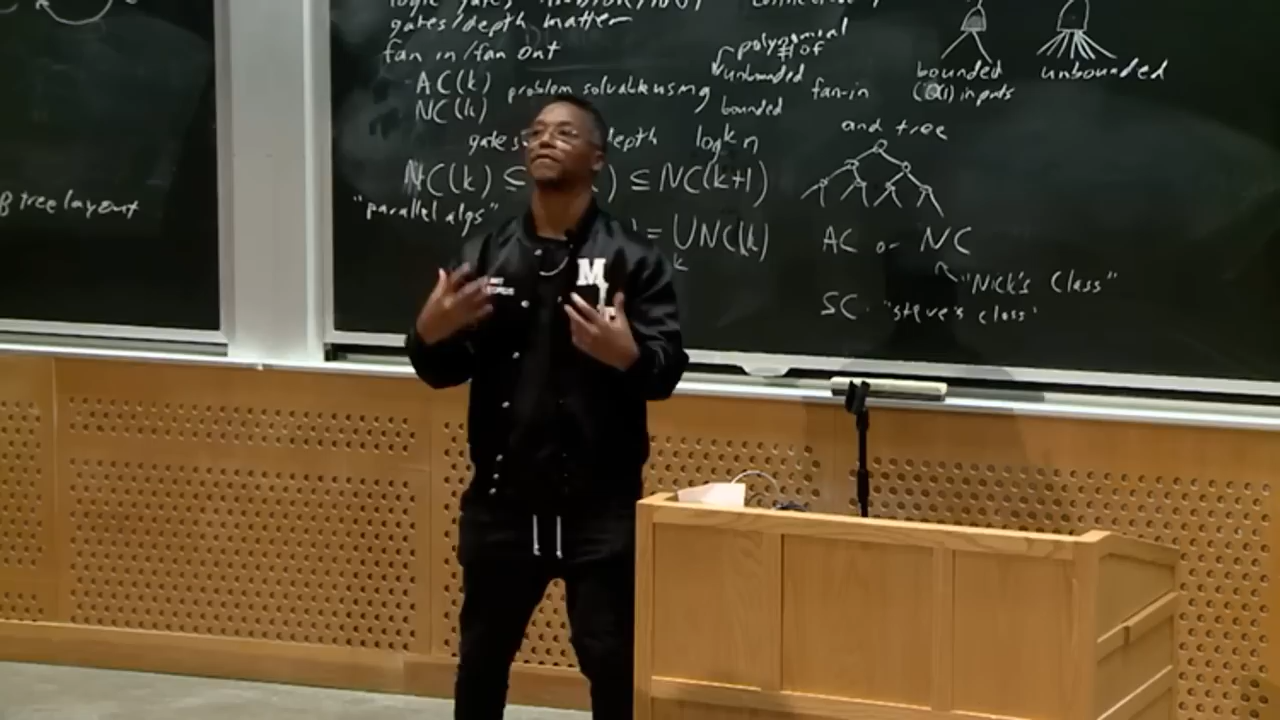 B tree layout
logic gates
gates/depth matter
fan in/fan out
AC(k)
NC(k)
problem solvable using
polynomial
# of
unbounded
bounded
fan-in
gates depth log^k n
NC(k) ⊆ ) ⊆ NC(k+1)
"parallel algs"
) = ⋃ NC(k)
k
bounded
(O(1)) inputs
unbounded
and tree
AC or NC
"Nick's Class"
SC "Steve's class"
M